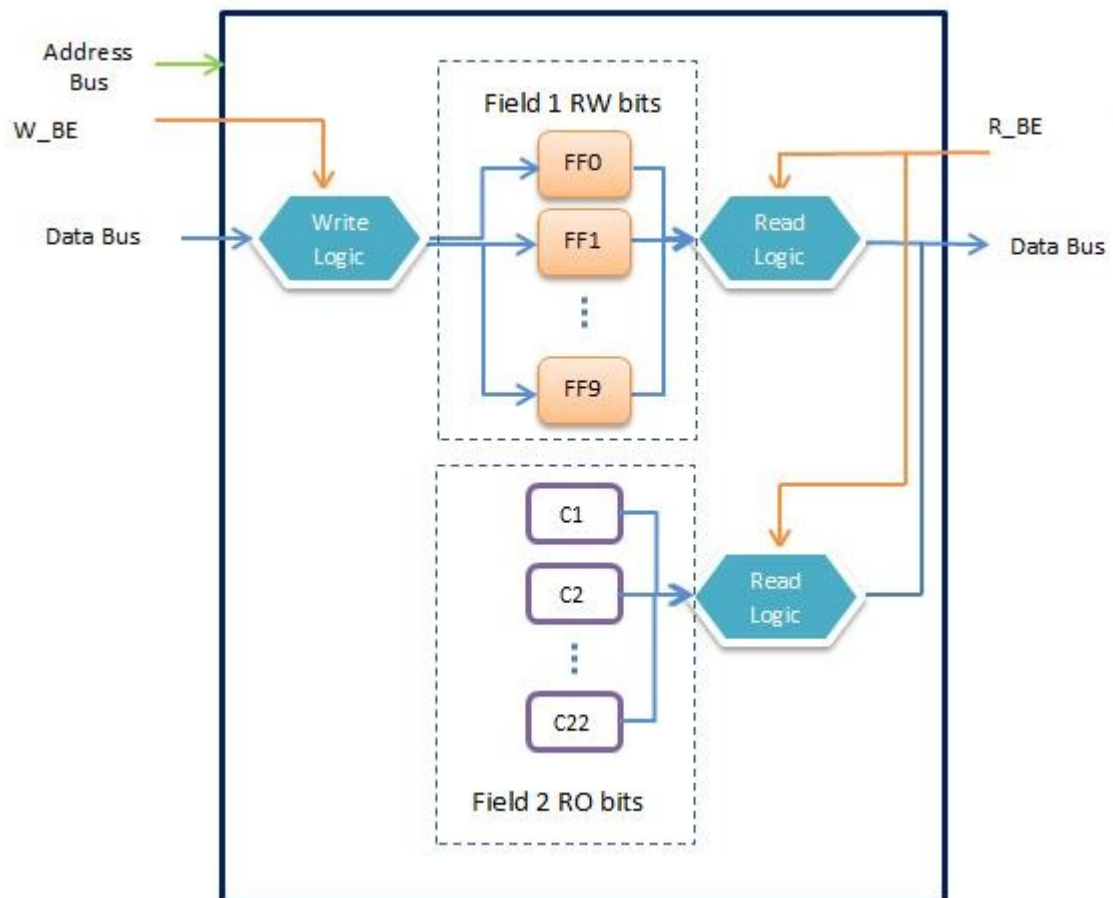 Address
Bus
W_BE
Data Bus
Write
Logic
Field 1 RW bits
FF0
FF1
FF9
Read
Logic
R_BE
Data Bus
C1
C2
C22
Field 2 RO bits
Read
Logic